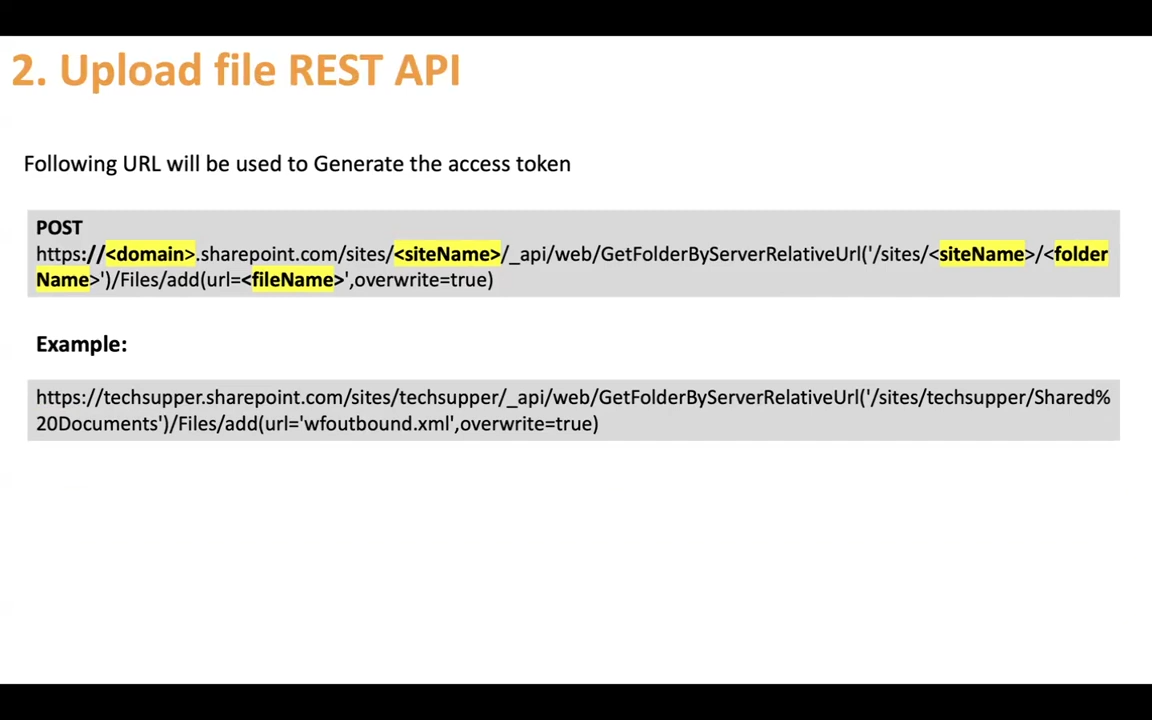 2. Upload file REST API
Following URL will be used to Generate the access token
POST
https://<domain>.sharepoint.com/sites/<siteName>/_api/web/GetFolderByServerRelativeUrl('/sites/<siteName>/<folder
Name>')/Files/add(url=<fileName>',overwrite=true)
Example:
https://techsupper.sharepoint.com/sites/techsupper/_api/web/GetFolderByServerRelativeUrl('/sites/techsupper/Shared%
20Documents')/Files/add(url='wfoutbound.xml',overwrite=true)